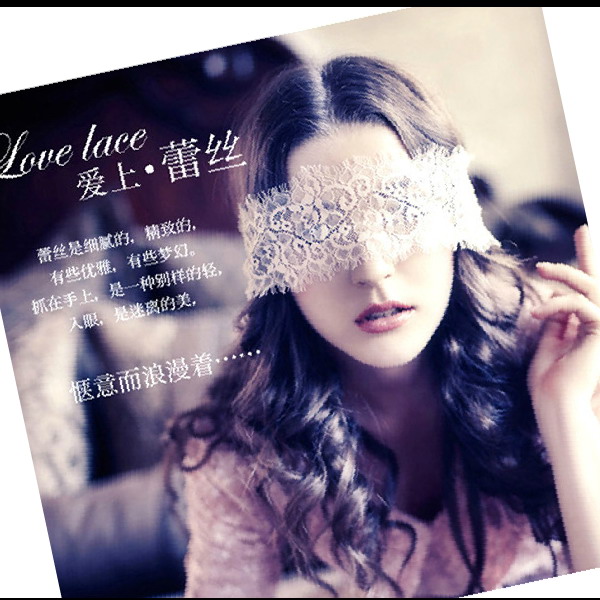 Love lace
爱上·蕾丝
蕾丝是细腻的，精致的，
有些优雅，有些梦幻。
抓在手上，是一种别样的轻，
入眼，是迷离的美，
惬意而浪漫着……